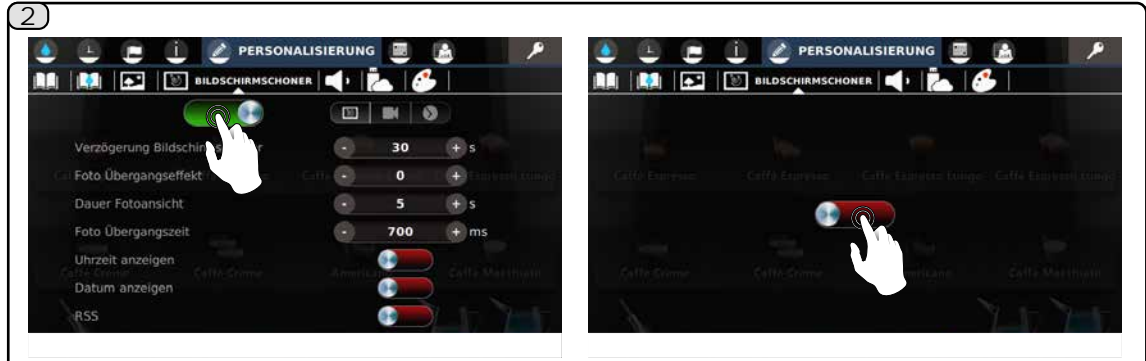 2
PERSONALISIERUNG
BILDSCHIRMSCHONER
Verzögerung
- 30 + s
Foto Übergangseffekt
- 0 +
Dauer Fotoansicht
- 5 + s
Foto Übergangszeit
- 700 + ms
Uhrzeit anzeigen
Datum anzeigen
RSS
PERSONALISIERUNG
BILDSCHIRMSCHONER
Caffè Espresso Caffè Espresso Caffè Espresso Lungo Caffè Espresso Lungo
Caffè Crème Caffè Crème Americano Caffè Macchiato